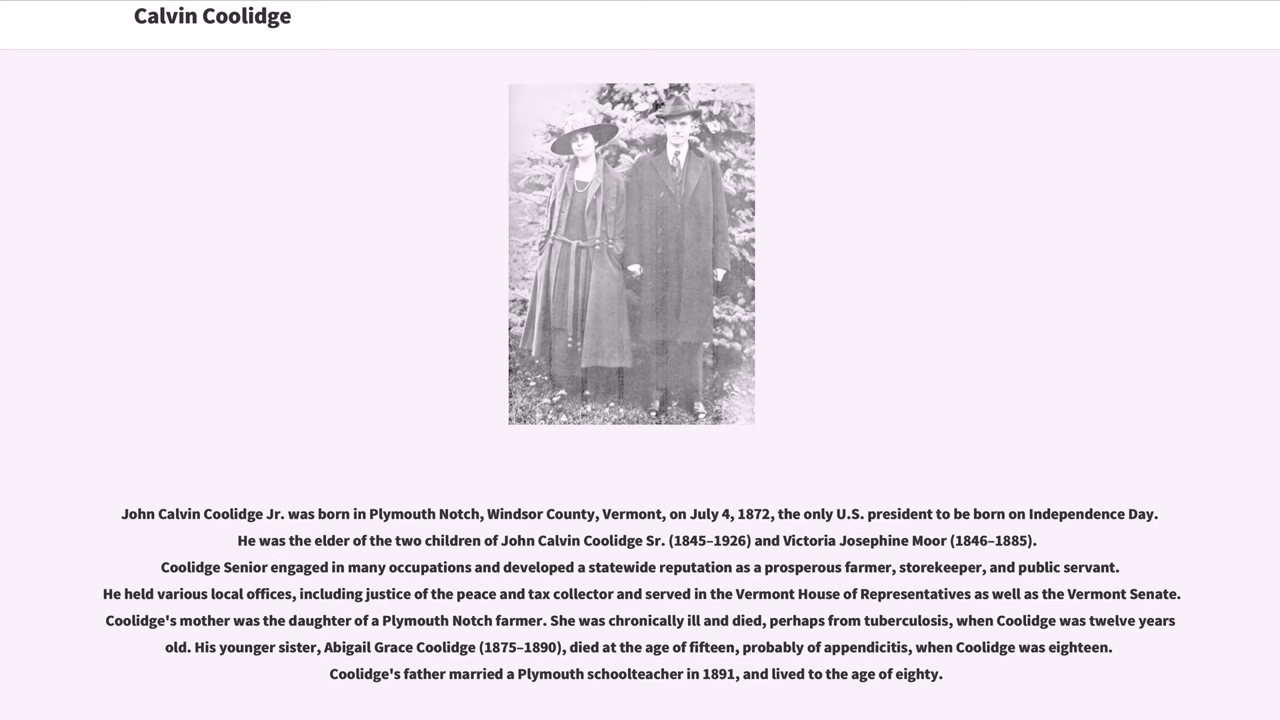 Calvin Coolidge
John Calvin Coolidge Jr. was born in Plymouth Notch, Windsor County, Vermont, on July 4, 1872, the only U.S. president to be born on Independence Day.
He was the elder of the two children of John Calvin Coolidge Sr. (1845–1926) and Victoria Josephine Moor (1846–1885).
Coolidge Senior engaged in many occupations and developed a statewide reputation as a prosperous farmer, storekeeper, and public servant.
He held various local offices, including justice of the peace and tax collector and served in the Vermont House of Representatives as well as the Vermont Senate.
Coolidge's mother was the daughter of a Plymouth Notch farmer. She was chronically ill and died, perhaps from tuberculosis, when Coolidge was twelve years
old. His younger sister, Abigail Grace Coolidge (1875–1890), died at the age of fifteen, probably of appendicitis, when Coolidge was eighteen.
Coolidge's father married a Plymouth schoolteacher in 1891, and lived to the age of eighty.